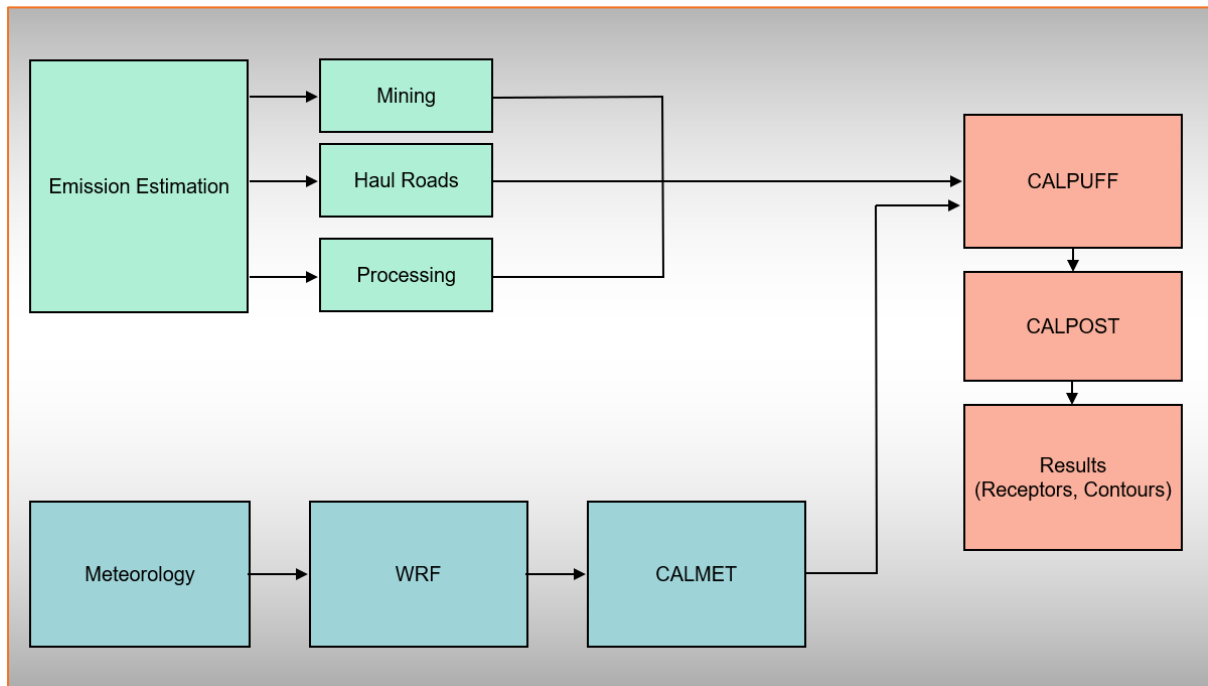 Emission Estimation
Mining
Haul Roads
Processing
CALPUFF
CALPOST
Results
(Receptors, Contours)
Meteorology
WRF
CALMET